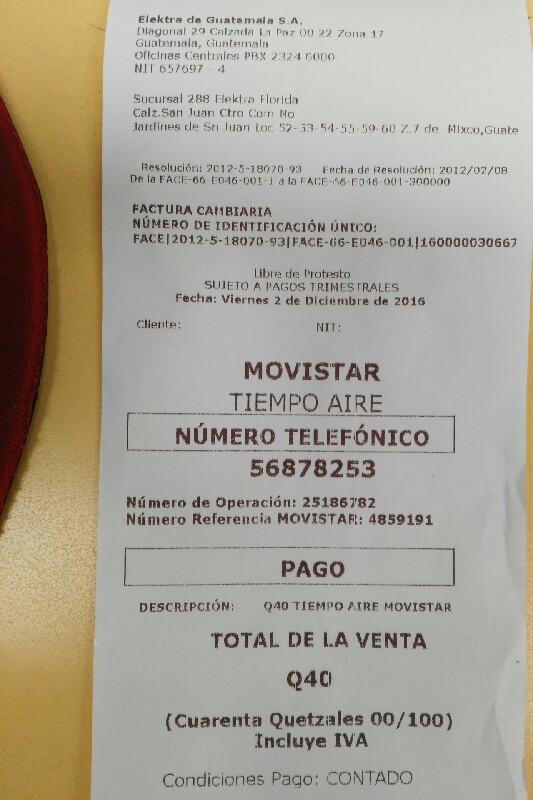 Elektra de Guatemala S.A.
Diagonal 29 Calzada La Paz 00 22 Zona 17
Guatemala, Guatemala
Oficinas Centrales PBX 2324 6000
NIT 657697 - 4
Sucursal 288 Elektra Florida
Calz.San Juan Ctro Com No
Jardines de Sn Juan Loc 52-53-54-55-59-60 Z.7 de Mixco,Guate
Resolución: 2012-5-18070-93 Fecha de Resolución: 2012/02/08
De la FACE-66-E046-001-1 a la FACE-66-E046-001-900000
FACTURA CAMBIARIA
NÚMERO DE IDENTIFICACIÓN ÚNICO:
FACE|2012-5-18070-93|FACE-66-E046-001|160000030667
Libre de Protesto
SUJETO A PAGOS TRIMESTRALES
Fecha: Viernes 2 de Diciembre de 2016
Cliente: NIT:
MOVISTAR
TIEMPO AIRE
NÚMERO TELEFÓNICO
56878253
Número de Operación: 25186782
Número Referencia MOVISTAR: 4859191
PAGO
DESCRIPCIÓN: Q40 TIEMPO AIRE MOVISTAR
TOTAL DE LA VENTA
Q40
(Cuarenta Quetzales 00/100)
Incluye IVA
Condiciones Pago: CONTADO